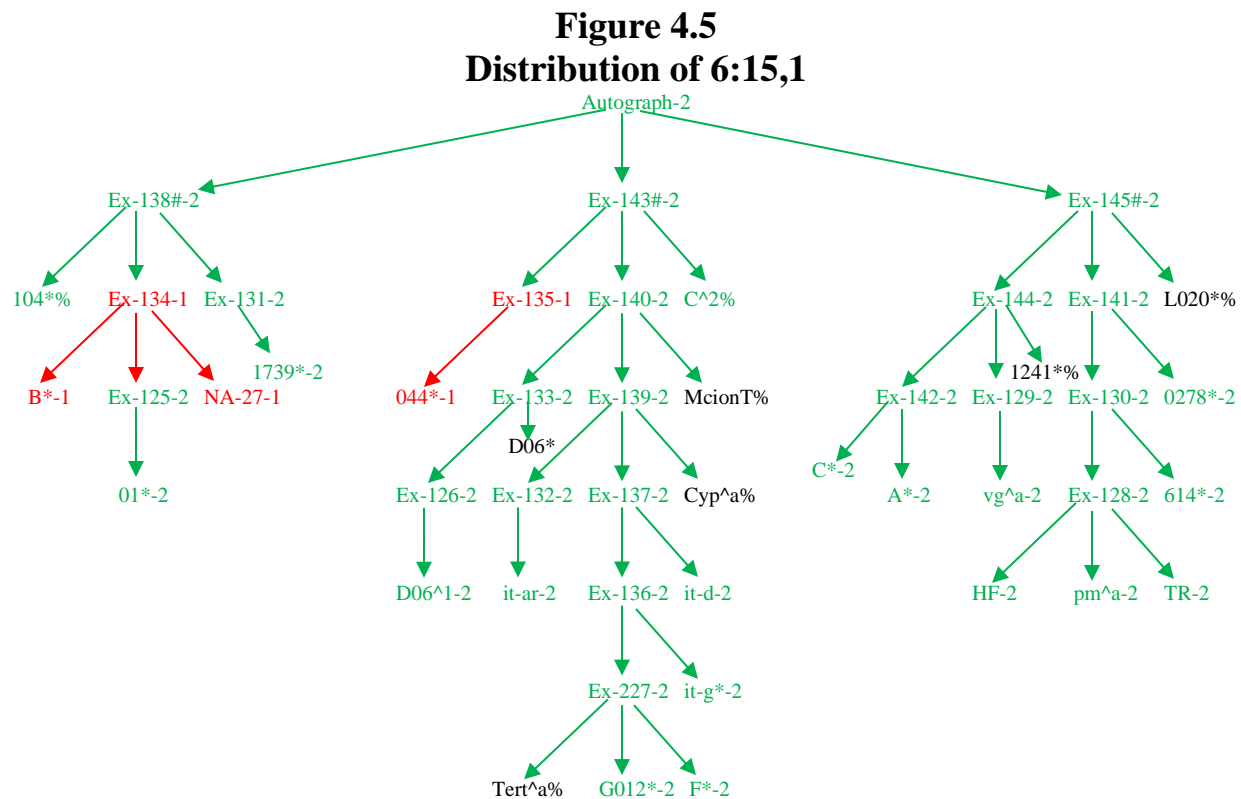 Figure 4.5
Distribution of 6:15,1
Autograph-2
Ex-138#-2 Ex-143#-2 Ex-145#-2
104*% Ex-134-1 Ex-131-2 Ex-135-1 Ex-140-2 C^2% Ex-144-2 Ex-141-2 L020*%
1739*-2 1241*%
B*-1 Ex-125-2 NA-27-1 044*-1 Ex-133-2 Ex-139-2 McionT% Ex-142-2 Ex-129-2 Ex-130-2 0278*-2
D06*
C*-2
01*-2 Ex-126-2 Ex-132-2 Ex-137-2 Cyp^a% A*-2 vg^a-2 Ex-128-2 614*-2
D06^1-2 it-ar-2 Ex-136-2 it-d-2 HF-2 pm^a-2 TR-2
Ex-227-2 it-g*-2
Tert^a% G012*-2 F*-2